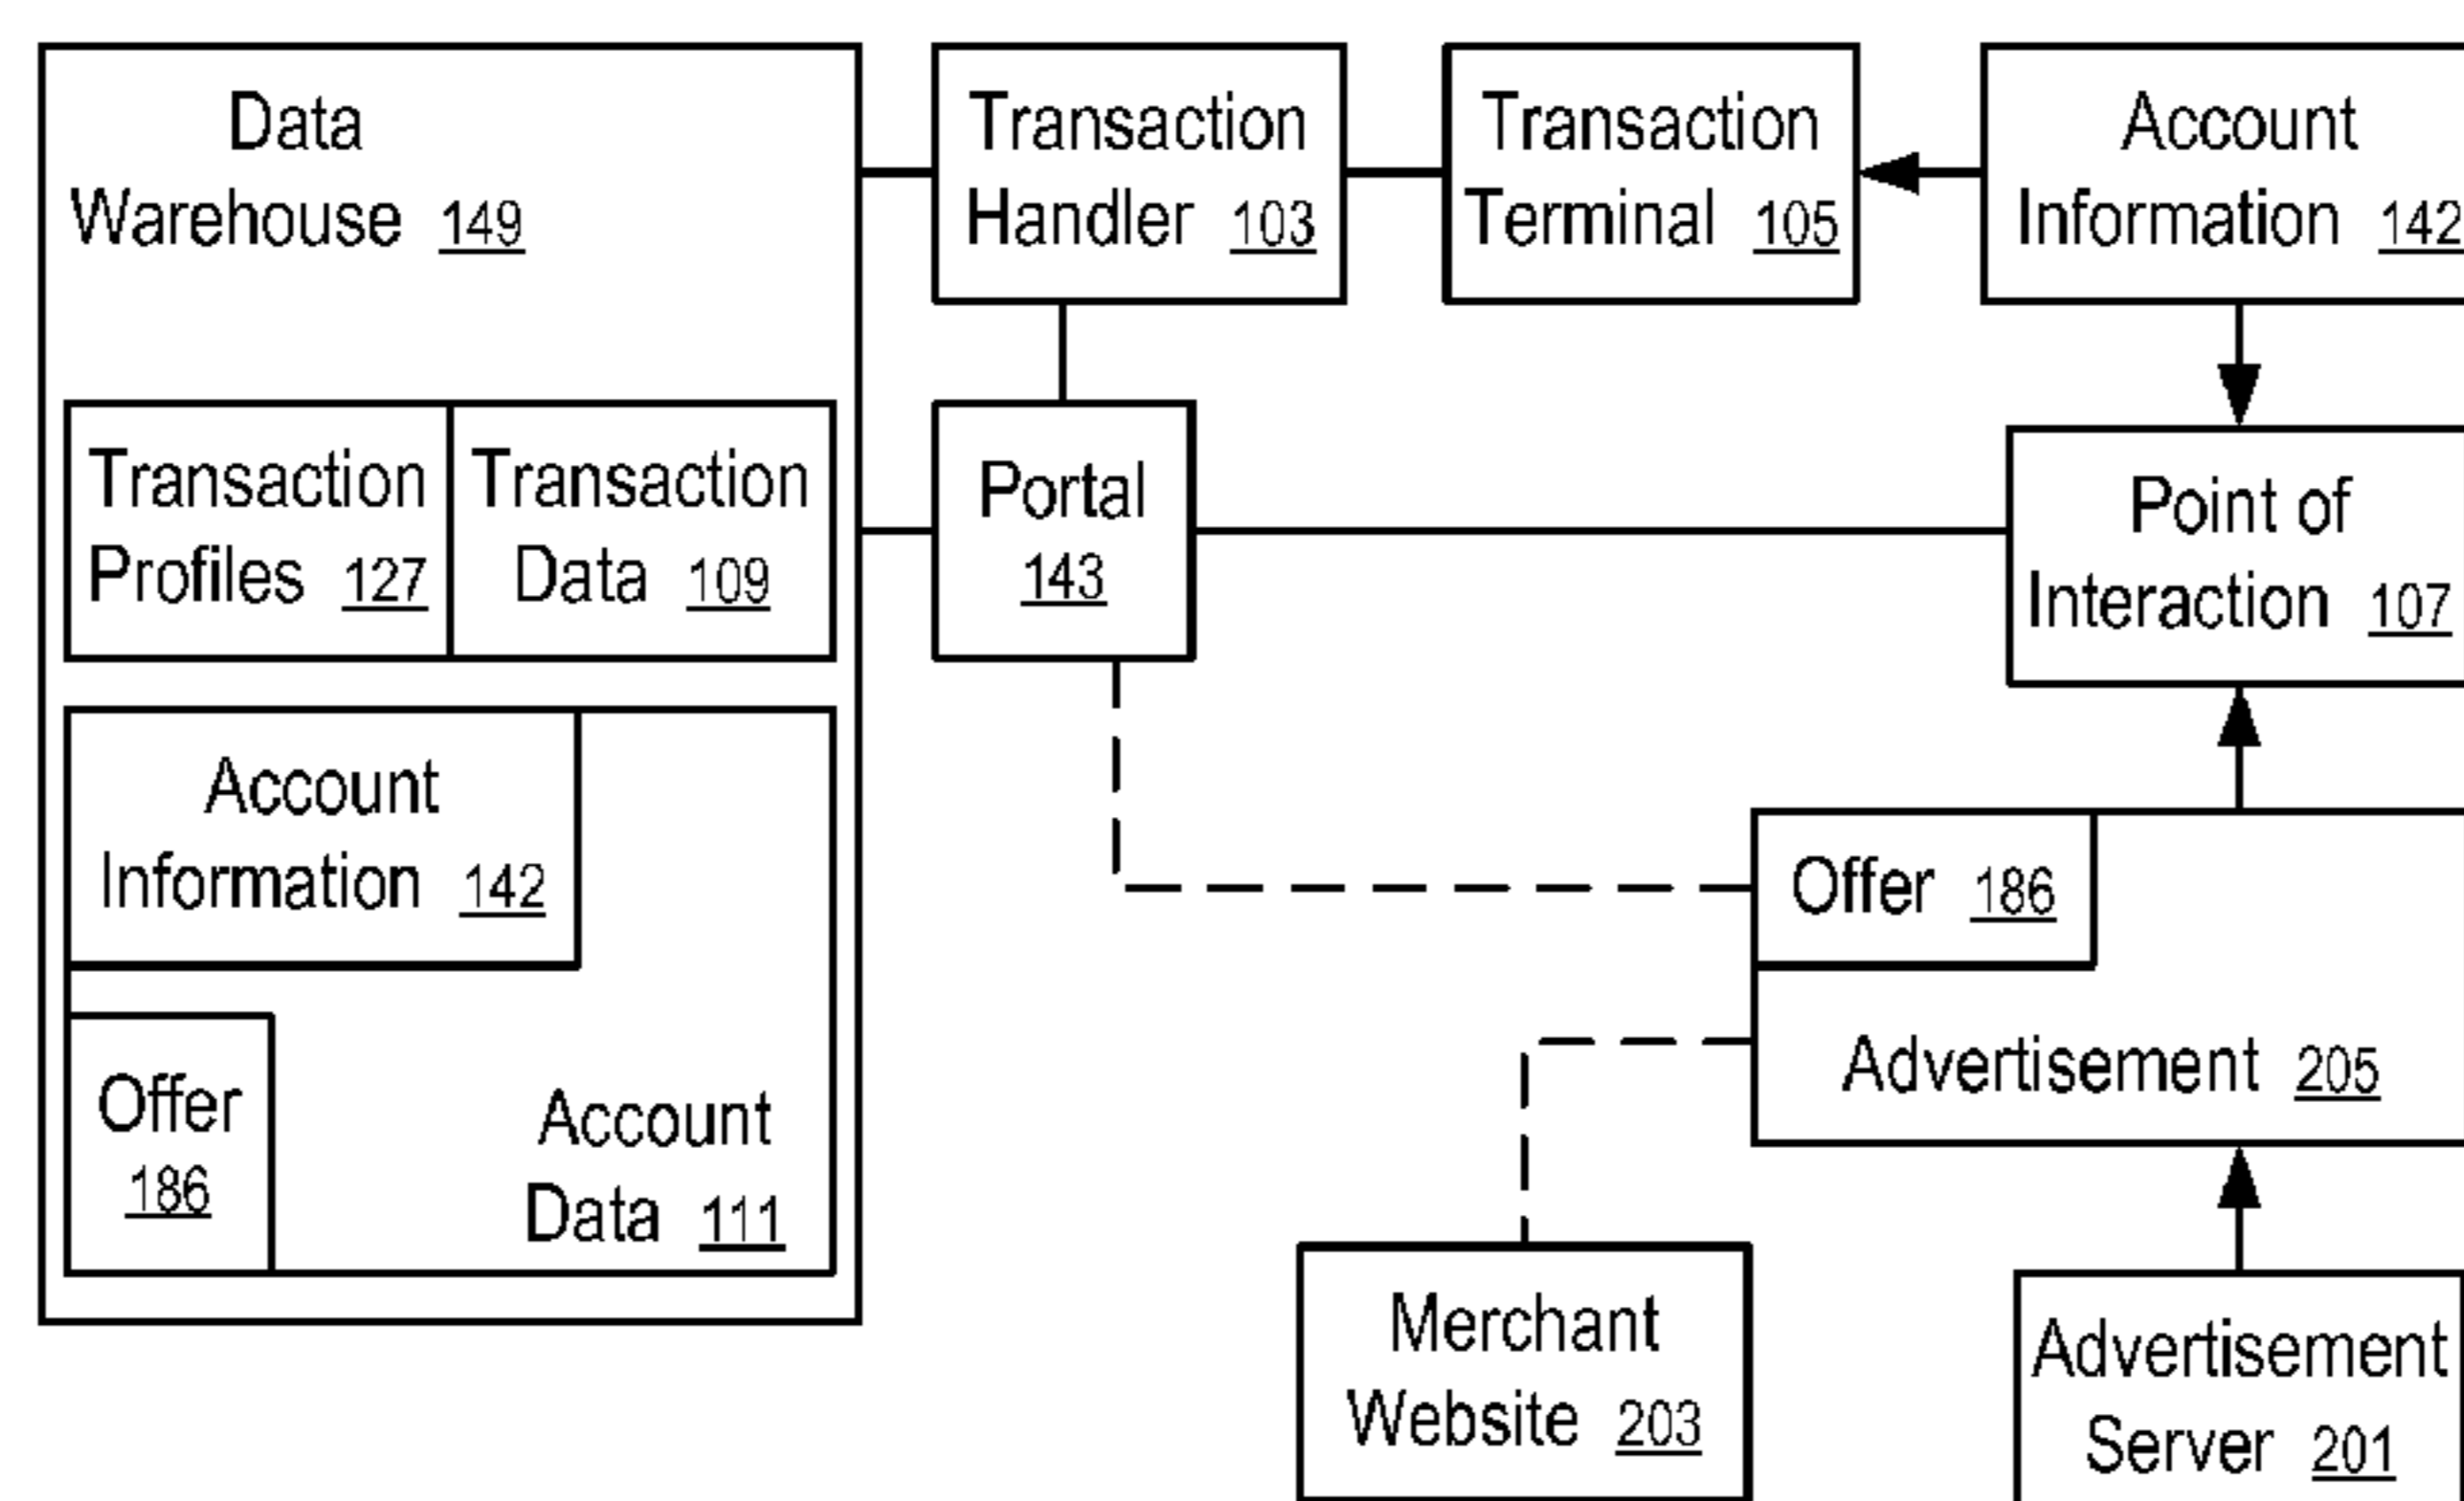 Data
Warehouse 149
Transaction
Handler 103
Transaction
Terminal 105
Account
Information 142
Transaction
Profiles 127
Transaction
Data 109
Portal
143
Point of
Interaction 107
Account
Information 142
Offer
186
Account
Data 111
Offer 186
Advertisement 205
Merchant
Website 203
Advertisement
Server 201